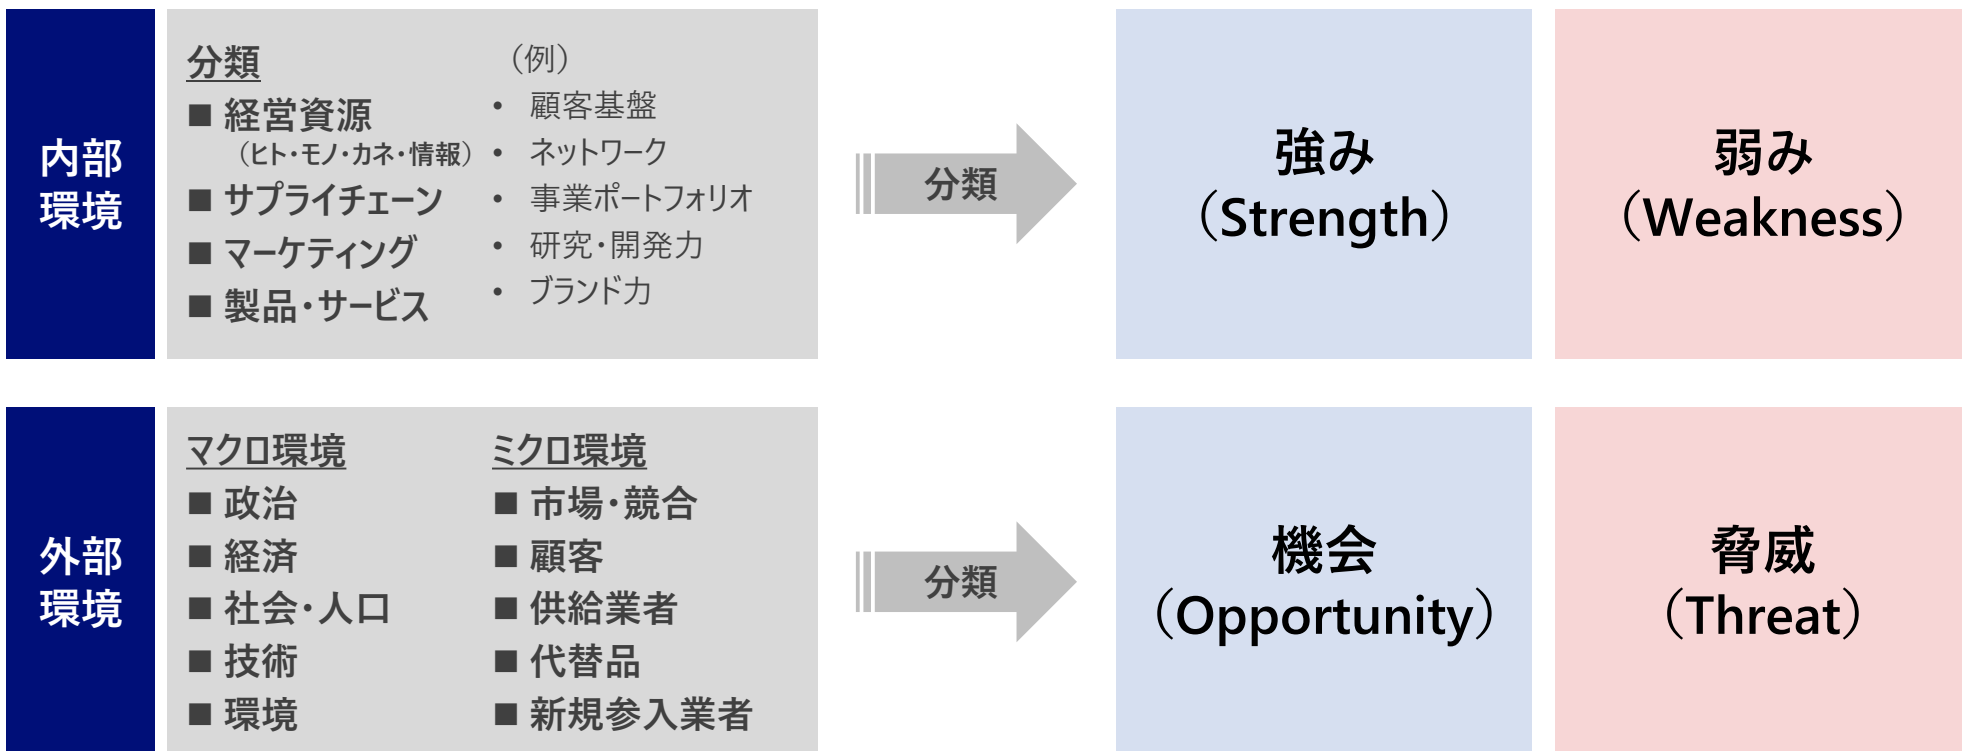 内部
環境
分類
■ 経営資源
（ヒト・モノ・カネ・情報）
■ サプライチェーン
■ マーケティング
■ 製品・サービス
（例）
• 顧客基盤
• ネットワーク
• 事業ポートフォリオ
• 研究・開発力
• ブランド力
分類
強み
（Strength）
弱み
（Weakness）
外部
環境
マクロ環境
■ 政治
■ 経済
■ 社会・人口
■ 技術
■ 環境
ミクロ環境
■ 市場・競合
■ 顧客
■ 供給業者
■ 代替品
■ 新規参入業者
分類
機会
（Opportunity）
脅威
（Threat）